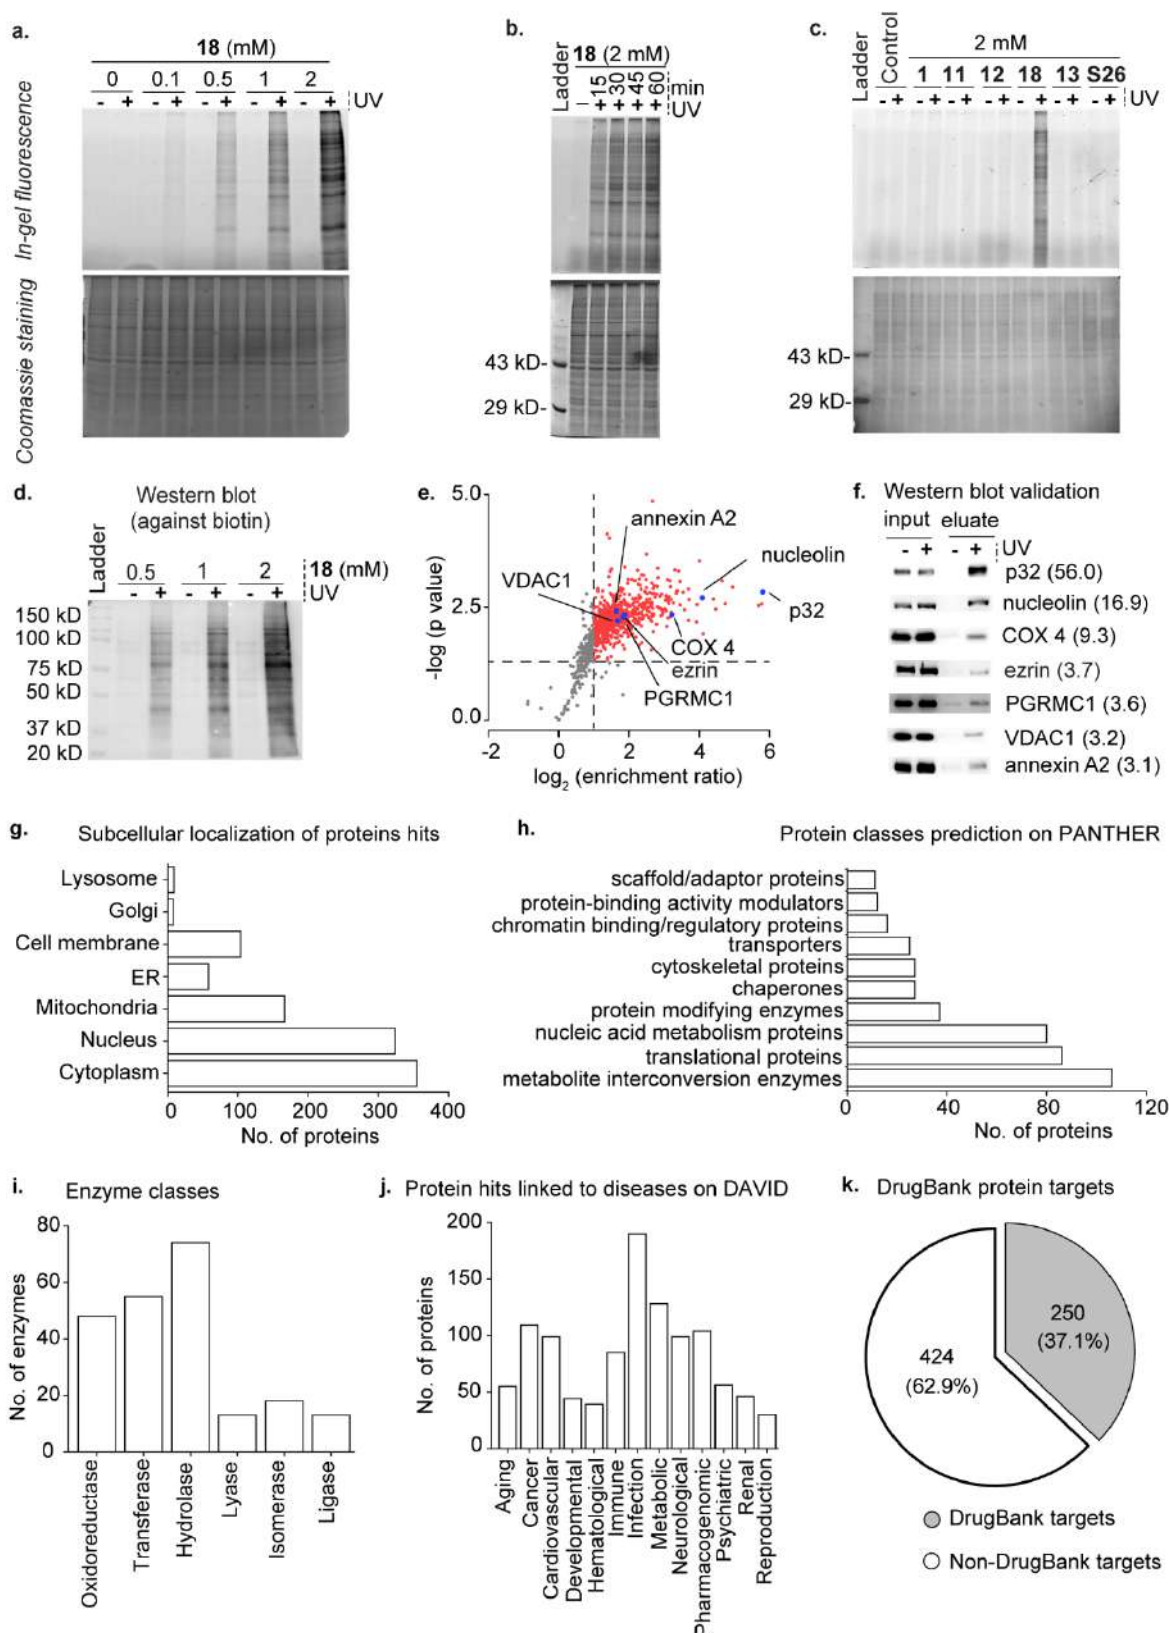 a.
18 (mM)
0 0.1 0.5 1 2
- + - + - + - + - + UV
In-gel fluorescence
Coomassie staining
b.
Ladder
18 (2 mM)
15 30 45 60 min
- + + + + UV
43 kD-
29 kD-
c.
Ladder
Control
2 mM
1 11 12 18 13 S26
- + - + - + - + - + - + - + UV
43 kD-
29 kD-
d.
Western blot
(against biotin)
Ladder
0.5 1 2 18 (mM)
- + - + - + UV
150 kD
100 kD
75 kD
50 kD
37 kD
20 kD
e.
5.0
2.5
0.0
-log (p value)
annexin A2
nucleolin
VDAC1
p32
COX 4
ezrin
PGRMC1
-2 0 2 4 6
log2 (enrichment ratio)
f. Western blot validation
input eluate
- + - + UV
p32 (56.0)
nucleolin (16.9)
COX 4 (9.3)
ezrin (3.7)
PGRMC1 (3.6)
VDAC1 (3.2)
annexin A2 (3.1)
g. Subcellular localization of proteins hits
Lysosome
Golgi
Cell membrane
ER
Mitochondria
Nucleus
Cytoplasm
0 100 200 300 400
No. of proteins
h. Protein classes prediction on PANTHER
scaffold/adaptor proteins
protein-binding activity modulators
chromatin binding/regulatory proteins
transporters
cytoskeletal proteins
chaperones
protein modifying enzymes
nucleic acid metabolism proteins
translational proteins
metabolite interconversion enzymes
0 40 80 120
No. of proteins
i. Enzyme classes
80
60
40
20
0
No. of enzymes
Oxidoreductase
Transferase
Hydrolase
Lyase
Isomerase
Ligase
j. Protein hits linked to diseases on DAVID
200
150
100
50
0
No. of proteins
Aging
Cancer
Cardiovascular
Developmental
Hematological
Immune
Infection
Metabolic
Neurological
Pharmacogenomic
Psychiatric
Renal
Reproduction
k. DrugBank protein targets
250
(37.1%)
424
(62.9%)
DrugBank targets
Non-DrugBank targets